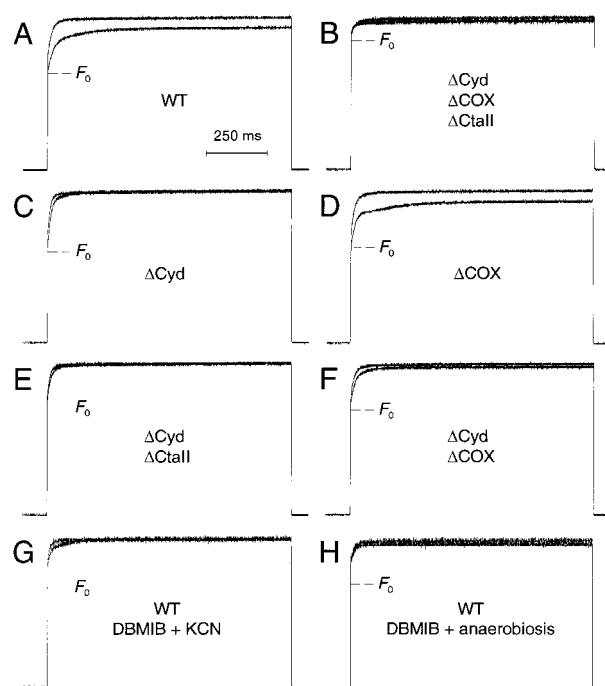 A
F₀
WT
250 ms
B
F₀
ΔCyd
ΔCOX
ΔCtaII
C
F₀
ΔCyd
D
F₀
ΔCOX
E
F₀
ΔCyd
ΔCtaII
F
F₀
ΔCyd
ΔCOX
G
F₀
WT
DBMIB + KCN
H
F₀
WT
DBMIB + anaerobiosis